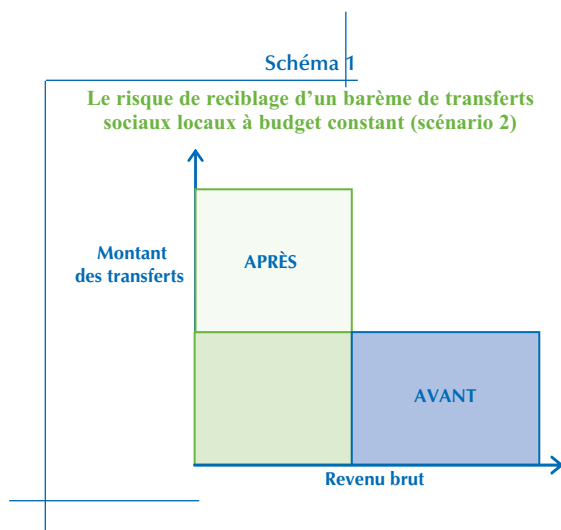 Schéma 1
Le risque de reciblage d’un barème de transferts
sociaux locaux à budget constant (scénario 2)
Montant
des transferts
APRÈS
AVANT
Revenu brut